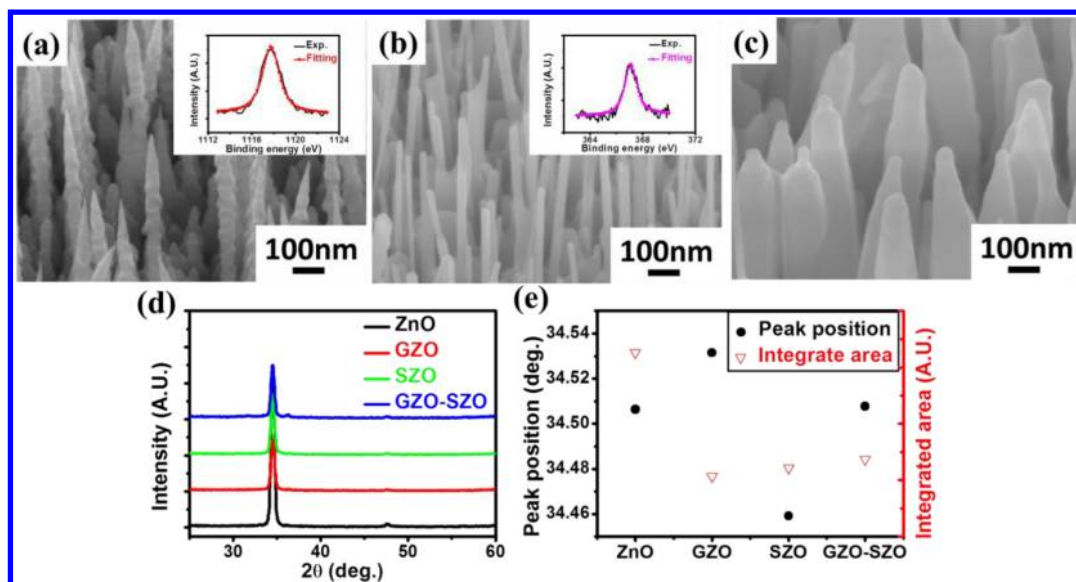 (a)
Intensity (A.U.)
Exp.
Fitting
1112 1116 1120 1124
Binding energy (eV)
100nm
(b)
Intensity (A.U.)
Exp.
Fitting
364 368 372
Binding energy (eV)
100nm
(c)
100nm
(d)
Intensity (A.U.)
ZnO
GZO
SZO
GZO-SZO
30 40 50 60
2θ (deg.)
(e)
Peak position (deg.)
34.54
34.52
34.50
34.48
34.46
Peak position
Integrate area
ZnO GZO SZO GZO-SZO
Integrated area (A.U.)